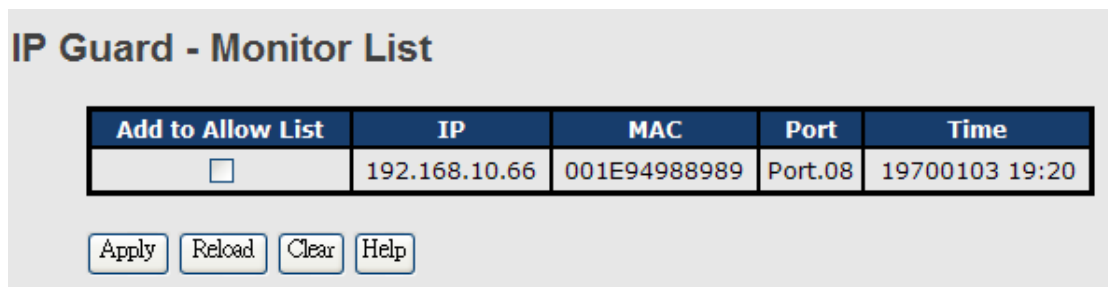 IP Guard - Monitor List
Add to Allow List IP MAC Port Time
192.168.10.66 001E94988989 Port.08 19700103 19:20
Apply Reload Clear Help